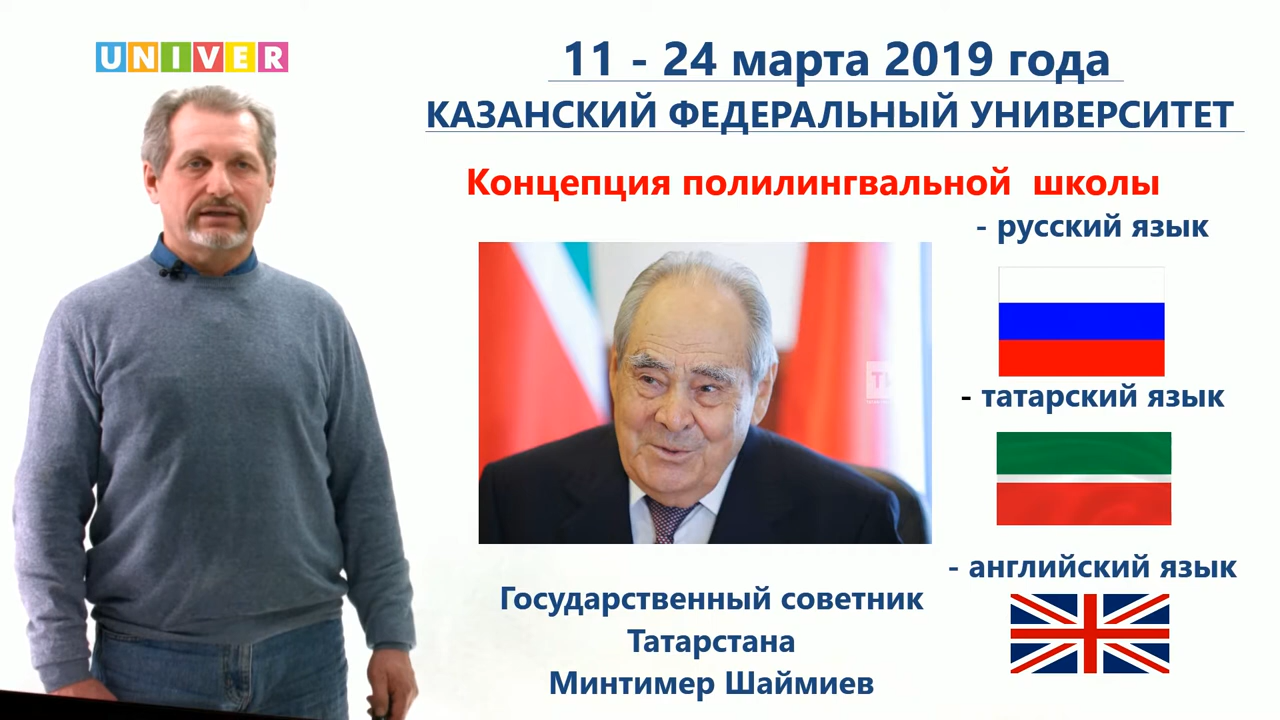 UNIVER
11 - 24 марта 2019 года
КАЗАНСКИЙ ФЕДЕРАЛЬНЫЙ УНИВЕРСИТЕТ
Концепция полилингвальной школы
- русский язык
- татарский язык
- английский язык
Государственный советник
Татарстана
Минтимер Шаймиев